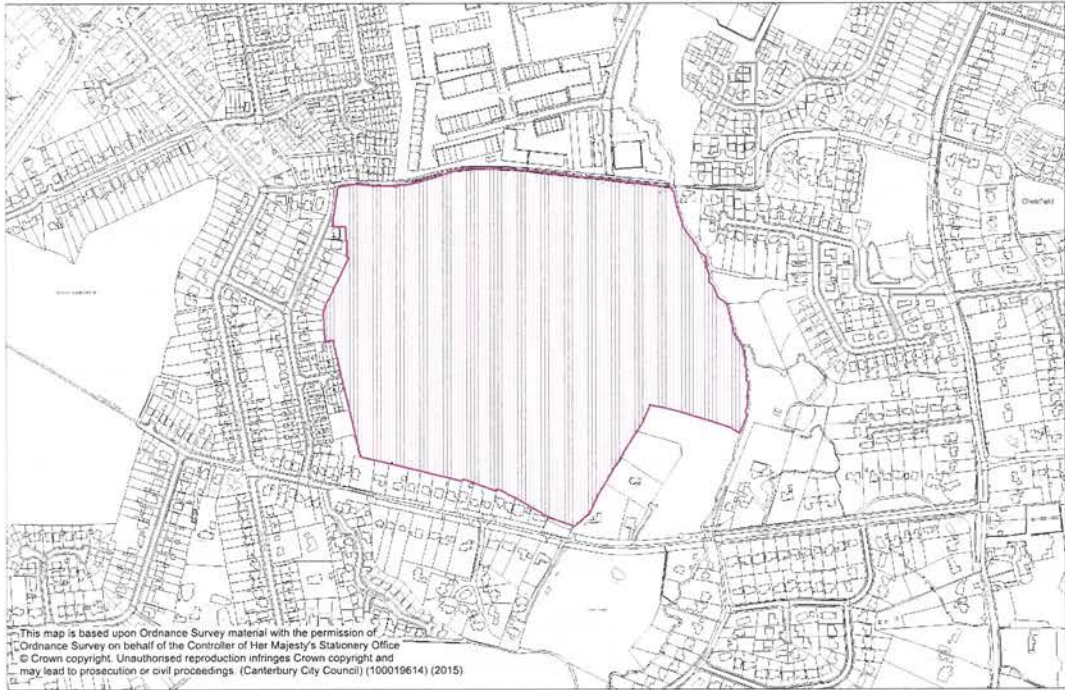 Chestfield
This map is based upon Ordnance Survey material with the permission of
Ordnance Survey on behalf of the Controller of Her Majesty's Stationery Office
© Crown copyright. Unauthorised reproduction infringes Crown copyright and
may lead to prosecution or civil proceedings. (Canterbury City Council) (100019614) (2015)